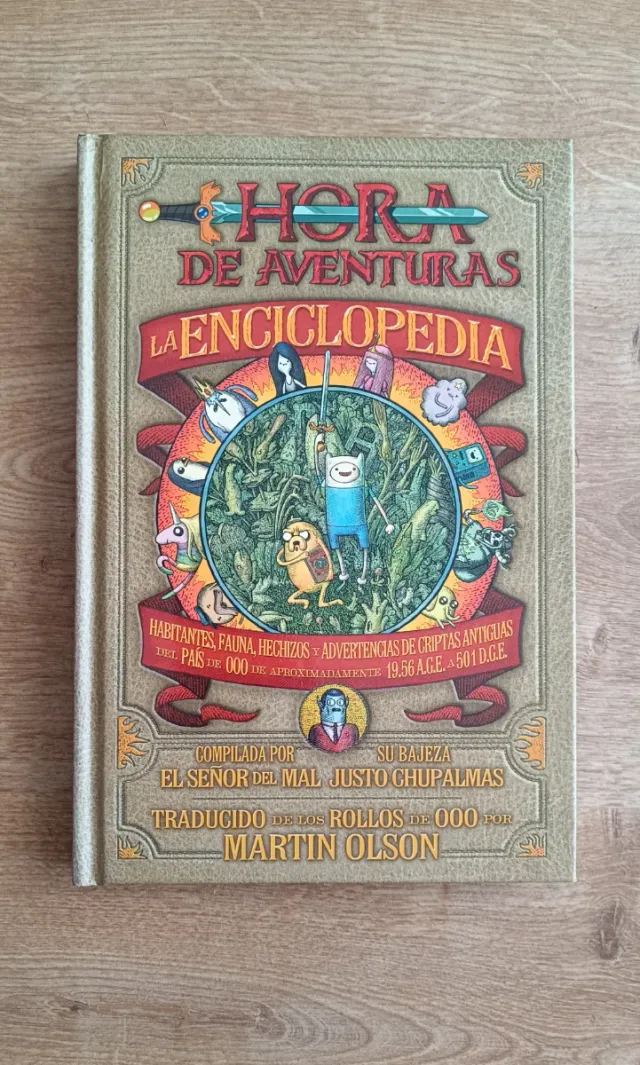 HORA
DE AVENTURAS
LA ENCICLOPEDIA
HABITANTES, FAUNA, HECHIZOS Y ADVERTENCIAS DE CRIPTAS ANTIGUAS
DEL PAÍS DE OOO DE APROXIMADAMENTE 19.56 A.G.E. A 501 D.G.E.
COMPILADA POR SU BAJEZA
EL SEÑOR DEL MAL JUSTO CHUPALMAS
TRADUCIDO DE LOS ROLLOS DE OOO POR
MARTIN OLSON